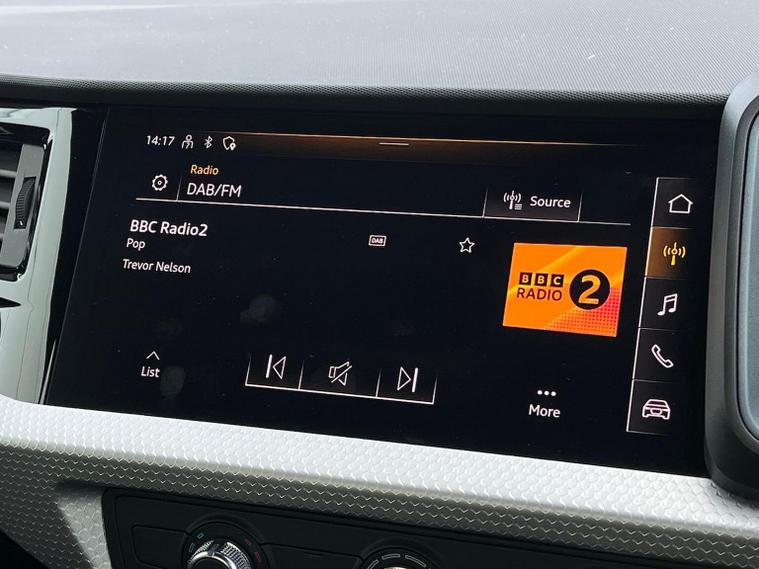 14:17
Radio
DAB/FM
Source
BBC Radio2
Pop
DAB
Trevor Nelson
BBC
RADIO 2
List
More